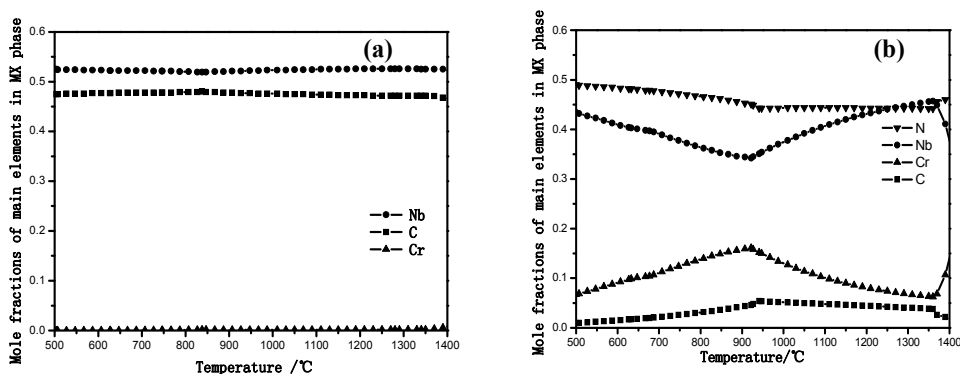 Mole fractions of main elements in MX phase
0.6
0.5
0.4
0.3
0.2
0.1
0.0
(a)
Nb
C
Cr
500 600 700 800 900 1000 1100 1200 1300 1400
Temperature /℃
Mole fractions of main elements in MX phase
0.6
0.5
0.4
0.3
0.2
0.1
0.0
(b)
N
Nb
Cr
C
500 600 700 800 900 1000 1100 1200 1300 1400
Temperature/℃